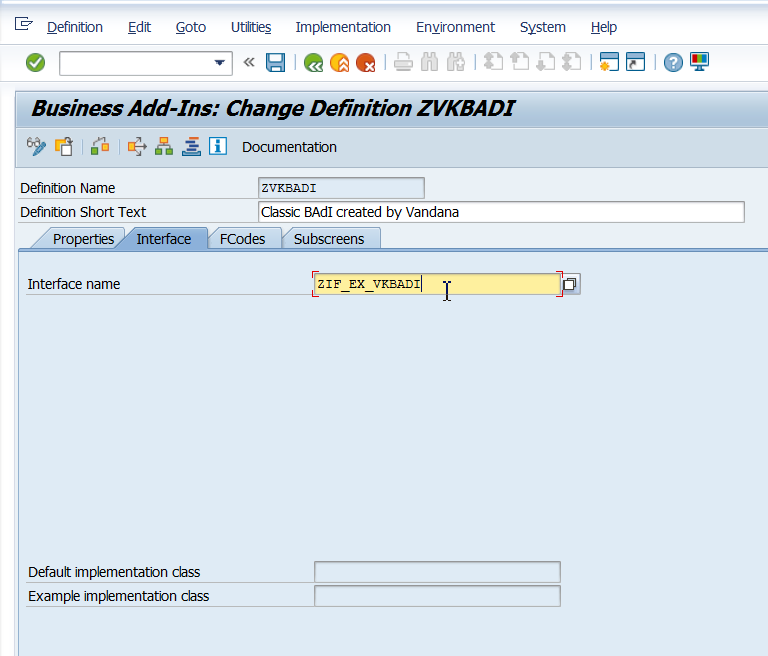 Definition Edit Goto Utilities Implementation Environment System Help
Business Add-Ins: Change Definition ZVKBADI
Documentation
Definition Name ZVKBADI
Definition Short Text Classic BAdI created by Vandana
Properties Interface FCodes Subscreens
Interface name ZIF_EX_VKBADI
Default implementation class
Example implementation class